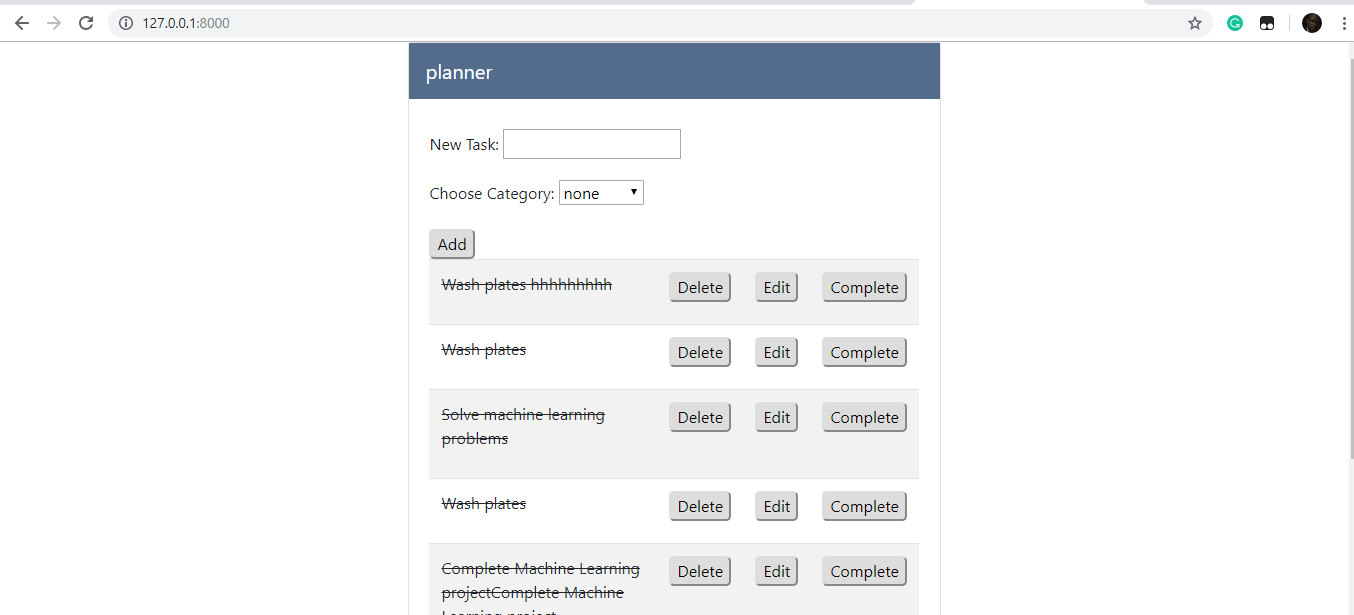 127.0.0.1:8000
planner
New Task:
Choose Category: none
Add
Wash plates hhhhhhhhh Delete Edit Complete
Wash plates Delete Edit Complete
Solve machine learning Delete Edit Complete
problems
Wash plates Delete Edit Complete
Complete Machine Learning Delete Edit Complete
projectComplete Machine
Learning project